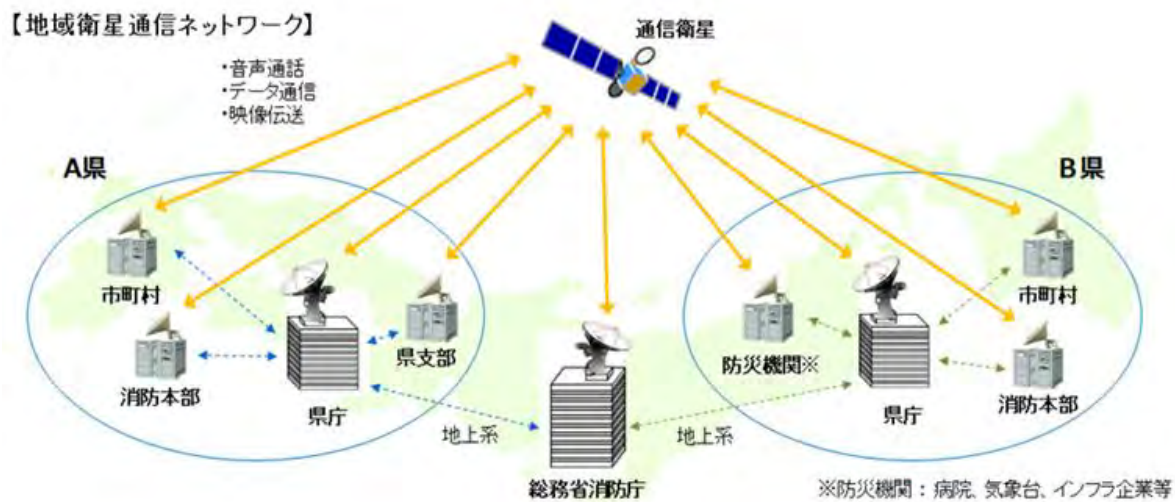 【地域衛星通信ネットワーク】
・音声通話
・データ通信
・映像伝送
通信衛星
A県
B県
市町村
消防本部
県庁
県支部
地上系
総務省消防庁
地上系
防災機関※
県庁
市町村
消防本部
※防災機関：病院、気象台、インフラ企業等